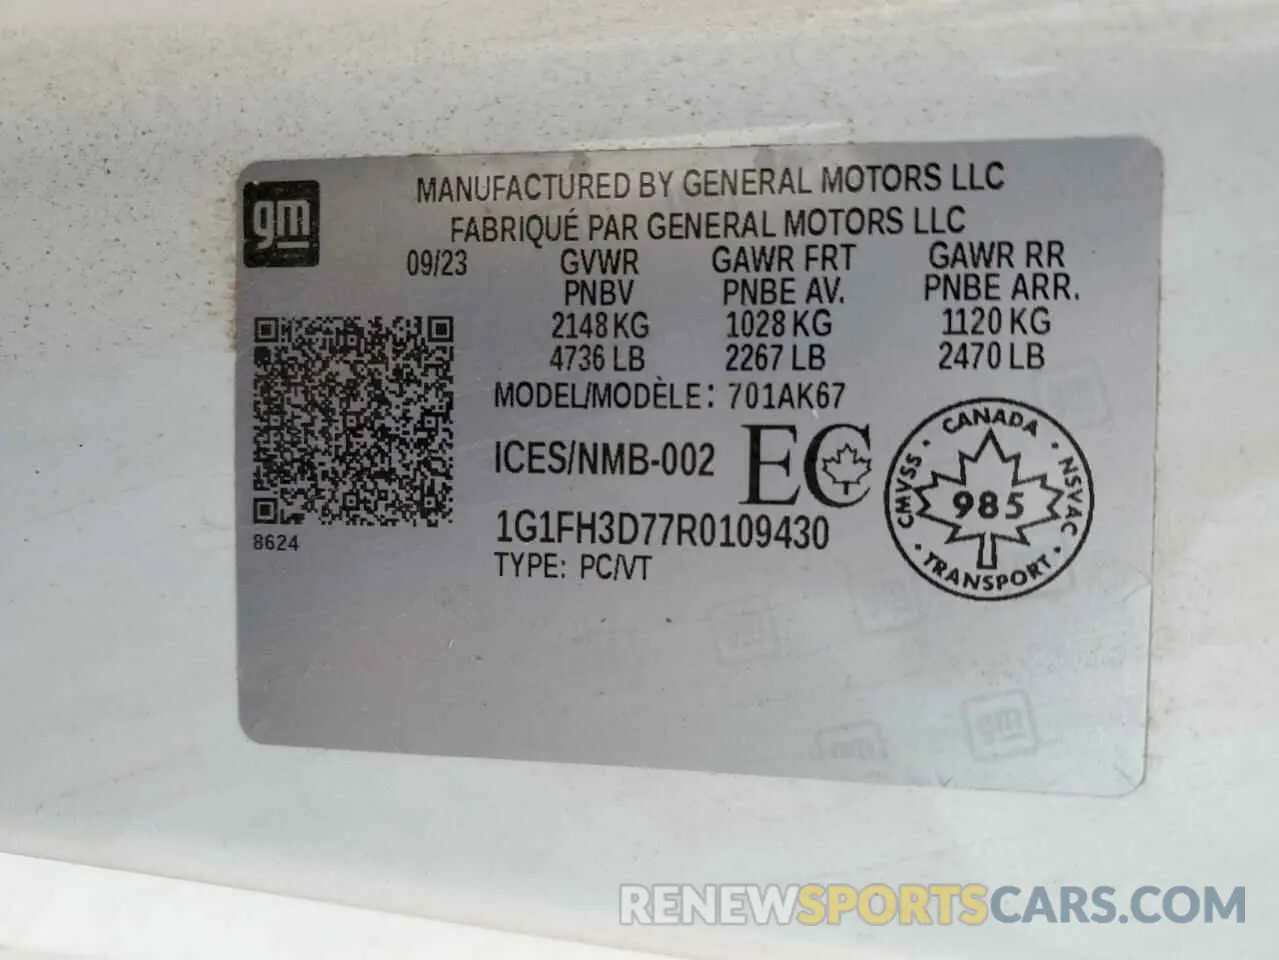 gm
MANUFACTURED BY GENERAL MOTORS LLC
FABRIQUÉ PAR GENERAL MOTORS LLC
09/23 GVWR GAWR FRT GAWR RR
PNBV PNBE AV. PNBE ARR.
2148 KG 1028 KG 1120 KG
4736 LB 2267 LB 2470 LB
MODEL/MODÈLE: 701AK67
ICES/NMB-002 EC
CANADA
CMVSS 985 NSVAC
TRANSPORT
1G1FH3D77R0109430
TYPE: PC/VT
8624
gm
gm
RENEWSPORTSCARS.COM